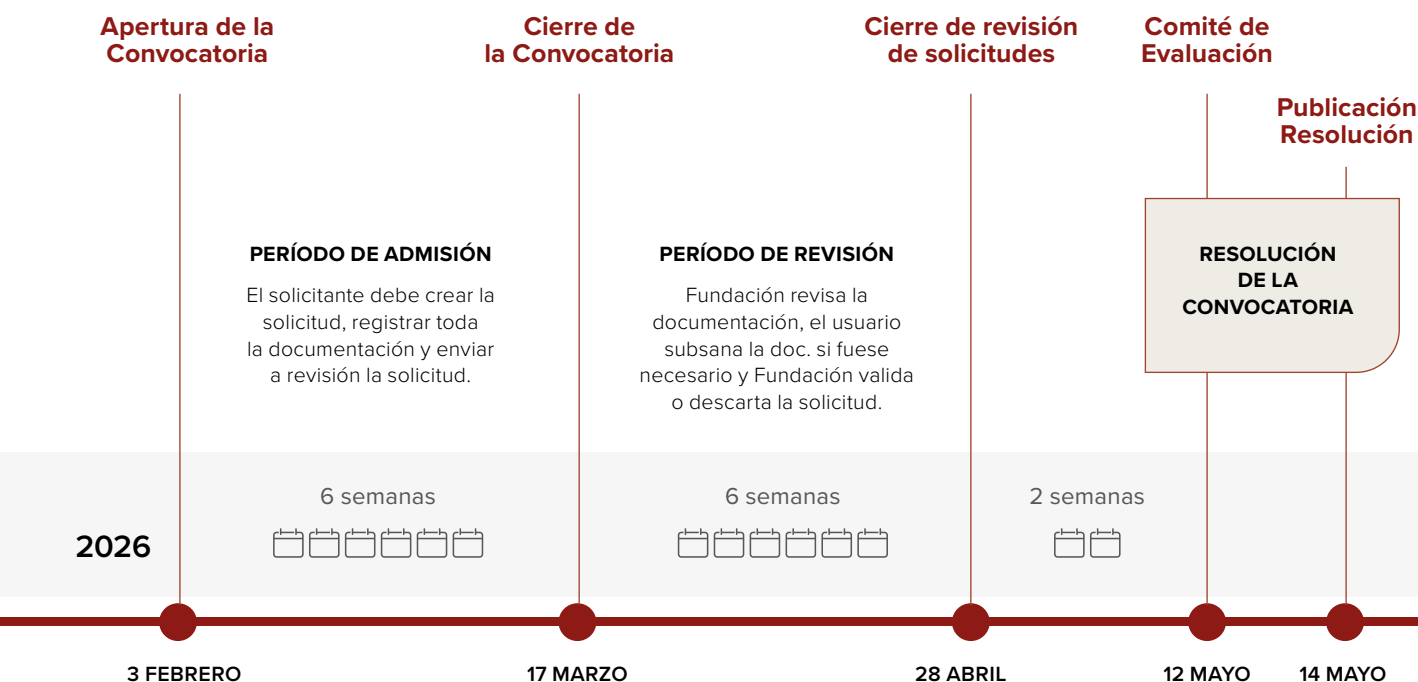 Apertura de la
Convocatoria
Cierre de
la Convocatoria
Cierre de revisión
de solicitudes
Comité de
Evaluación
Publicación
Resolución
PERÍODO DE ADMISIÓN
El solicitante debe crear la
solicitud, registrar toda
la documentación y enviar
a revisión la solicitud.
PERÍODO DE REVISIÓN
Fundación revisa la
documentación, el usuario
subsana la doc. si fuese
necesario y Fundación valida
o descarta la solicitud.
RESOLUCIÓN
DE LA
CONVOCATORIA
2026
6 semanas
6 semanas
2 semanas
3 FEBRERO
17 MARZO
28 ABRIL
12 MAYO
14 MAYO